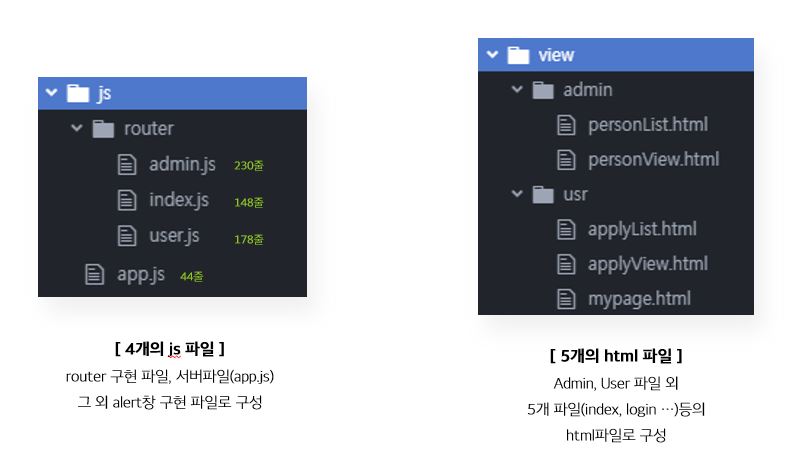 js
router
admin.js 230줄
index.js 148줄
user.js 178줄
app.js 44줄
[ 4개의 js 파일 ]
router 구현 파일, 서버파일(app.js)
그 외 alert창 구현 파일로 구성
view
admin
personList.html
personView.html
usr
applyList.html
applyView.html
mypage.html
[ 5개의 html 파일 ]
Admin, User 파일 외
5개 파일(index, login …)등의
html파일로 구성